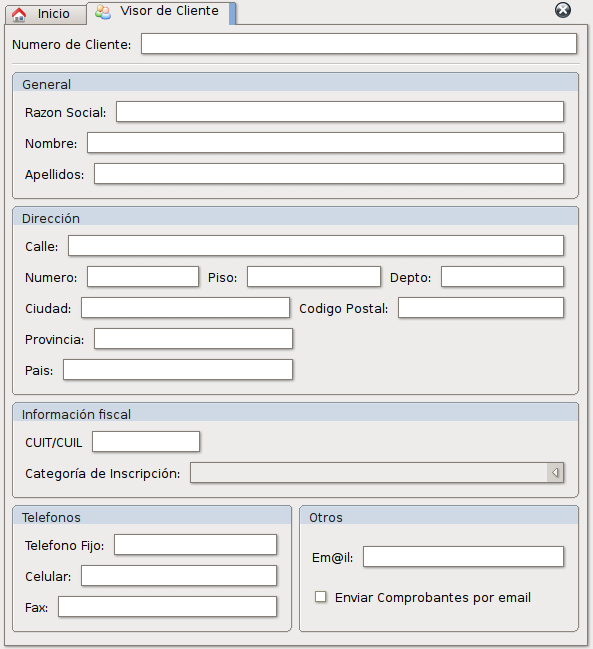 Inicio Visor de Cliente
Numero de Cliente:
General
Razon Social:
Nombre:
Apellidos:
Dirección
Calle:
Numero: Piso: Depto:
Ciudad: Codigo Postal:
Provincia:
Pais:
Información fiscal
CUIT/CUIL
Categoría de Inscripción:
Telefonos
Telefono Fijo:
Celular:
Fax:
Otros
Em@il:
Enviar Comprobantes por email